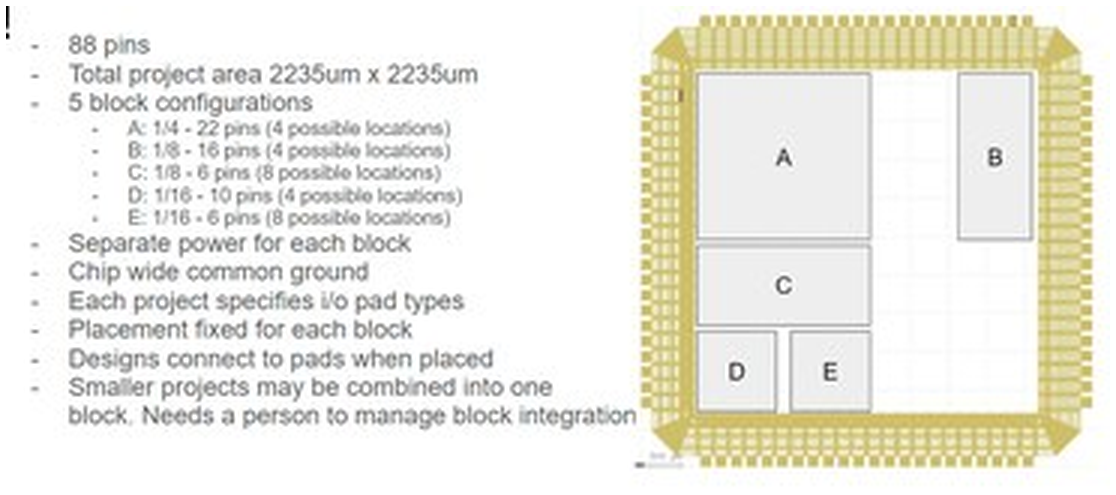 !
- 88 pins
- Total project area 2235um x 2235um
- 5 block configurations
- A: 1/4 - 22 pins (4 possible locations)
- B: 1/8 - 16 pins (4 possible locations)
- C: 1/8 - 6 pins (8 possible locations)
- D: 1/16 - 10 pins (4 possible locations)
- E: 1/16 - 6 pins (8 possible locations)
- Separate power for each block
- Chip wide common ground
- Each project specifies i/o pad types
- Placement fixed for each block
- Designs connect to pads when placed
- Smaller projects may be combined into one
block. Needs a person to manage block integration
A
B
C
D
E